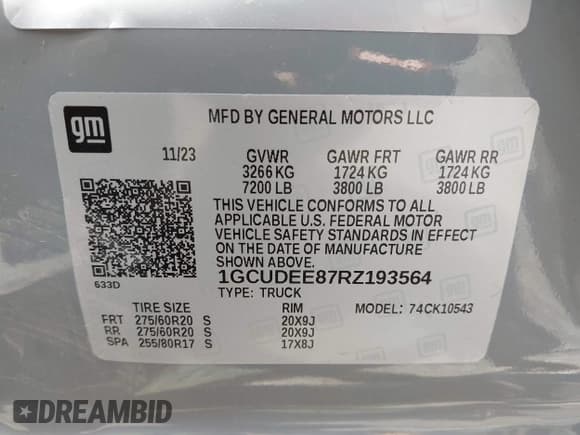 gm
MFD BY GENERAL MOTORS LLC
11/23 GVWR GAWR FRT GAWR RR
3266 KG 1724 KG 1724 KG
7200 LB 3800 LB 3800 LB
THIS VEHICLE CONFORMS TO ALL
APPLICABLE U.S. FEDERAL MOTOR
VEHICLE SAFETY STANDARDS IN EFFECT
ON THE DATE OF MANUFACTURE
SHOWN ABOVE.
633D
1GCUDEE87RZ193564
TYPE: TRUCK MODEL: 74CK10543
TIRE SIZE RIM
FRT 275/60R20 S 20X9J
RR 275/60R20 S 20X9J
SPA 255/80R17 S 17X8J
DREAMBID